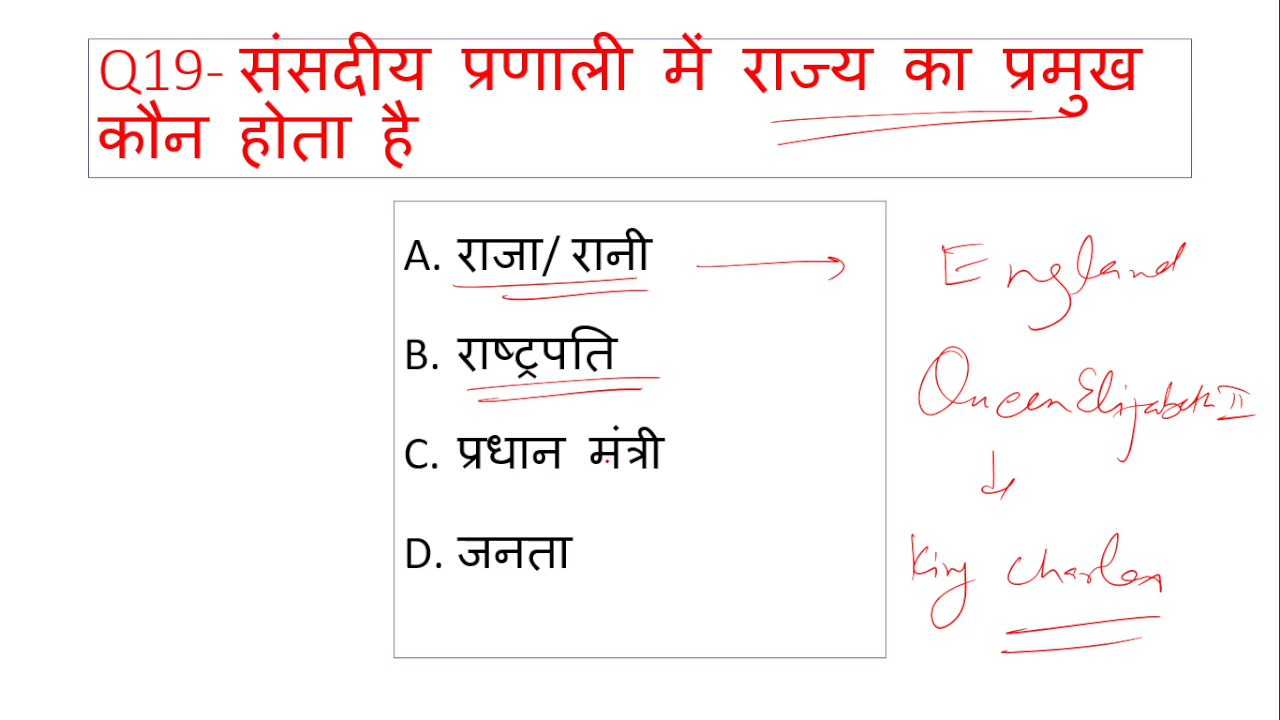 Q19- संसदीय प्रणाली में राज्य का प्रमुख
कौन होता है
A. राजा/ रानी
B. राष्ट्रपति
C. प्रधान मंत्री
D. जनता
England
Queen Elizabeth II
King Charles